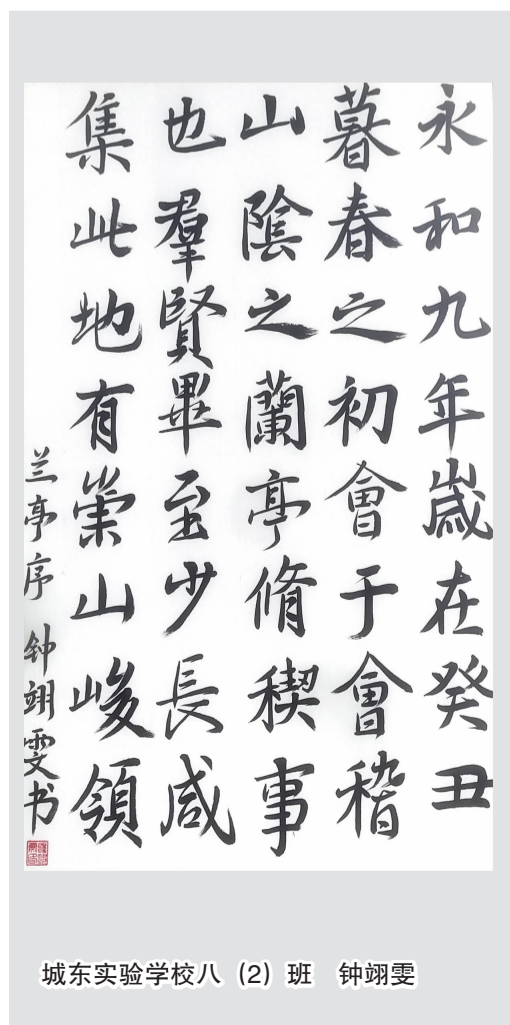 永和九年歲在癸丑
暮春之初會于會稽
山陰之蘭亭脩稧事
也羣賢畢至少長咸
集此地有崇山峻領
兰亭序 钟翊雯书
城东实验学校八（2）班 钟翊雯